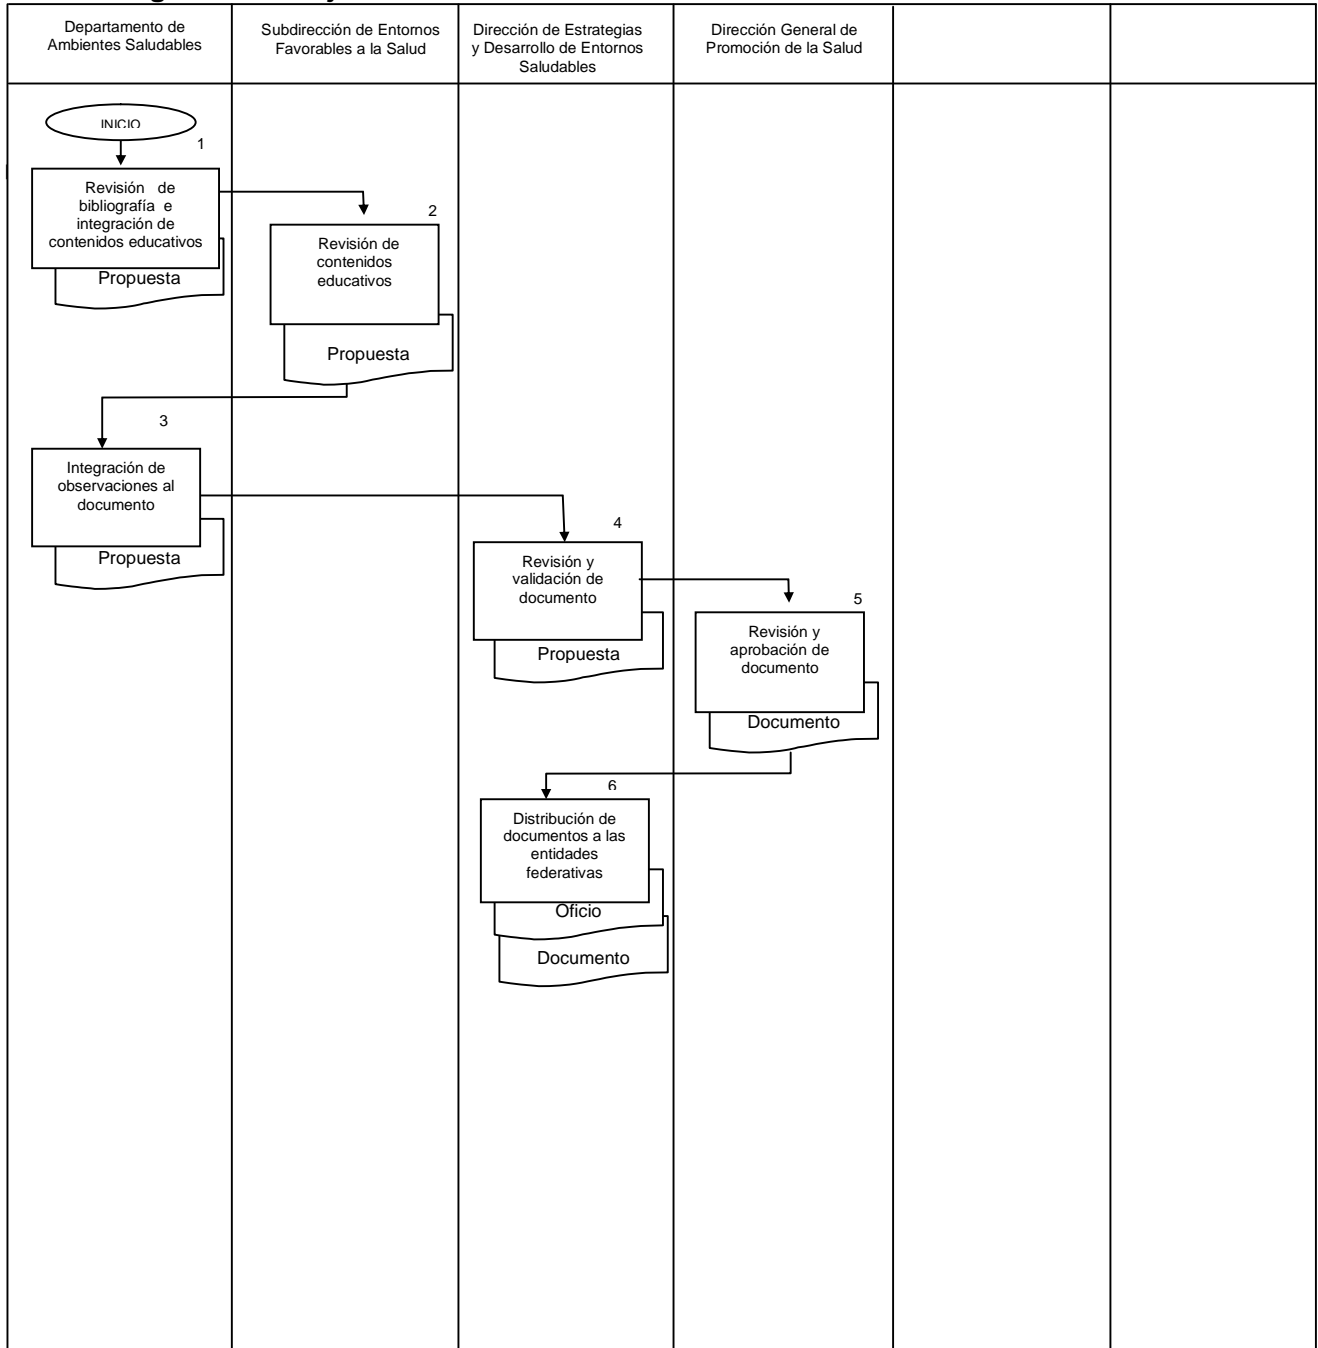 Departamento de
Ambientes Saludables
Subdirección de Entornos
Favorables a la Salud
Dirección de Estrategias
y Desarrollo de Entornos
Saludables
Dirección General de
Promoción de la Salud
INICIO
1
Revisión de
bibliografía e
integración de
contenidos educativos
Propuesta
2
Revisión de
contenidos
educativos
Propuesta
3
Integración de
observaciones al
documento
Propuesta
4
Revisión y
validación de
documento
Propuesta
5
Revisión y
aprobación de
documento
Documento
6
Distribución de
documentos a las
entidades
federativas
Oficio
Documento